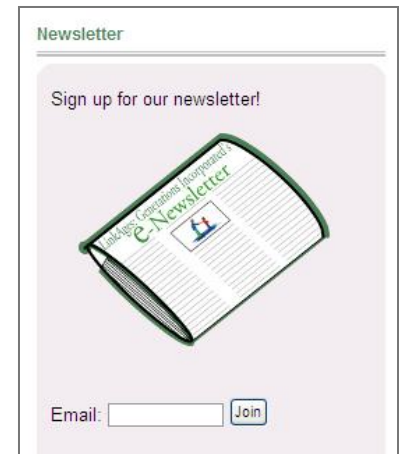 Newsletter
Sign up for our newsletter!
LinkAges: Generations Incorporated's
e-Newsletter
Email:
Join